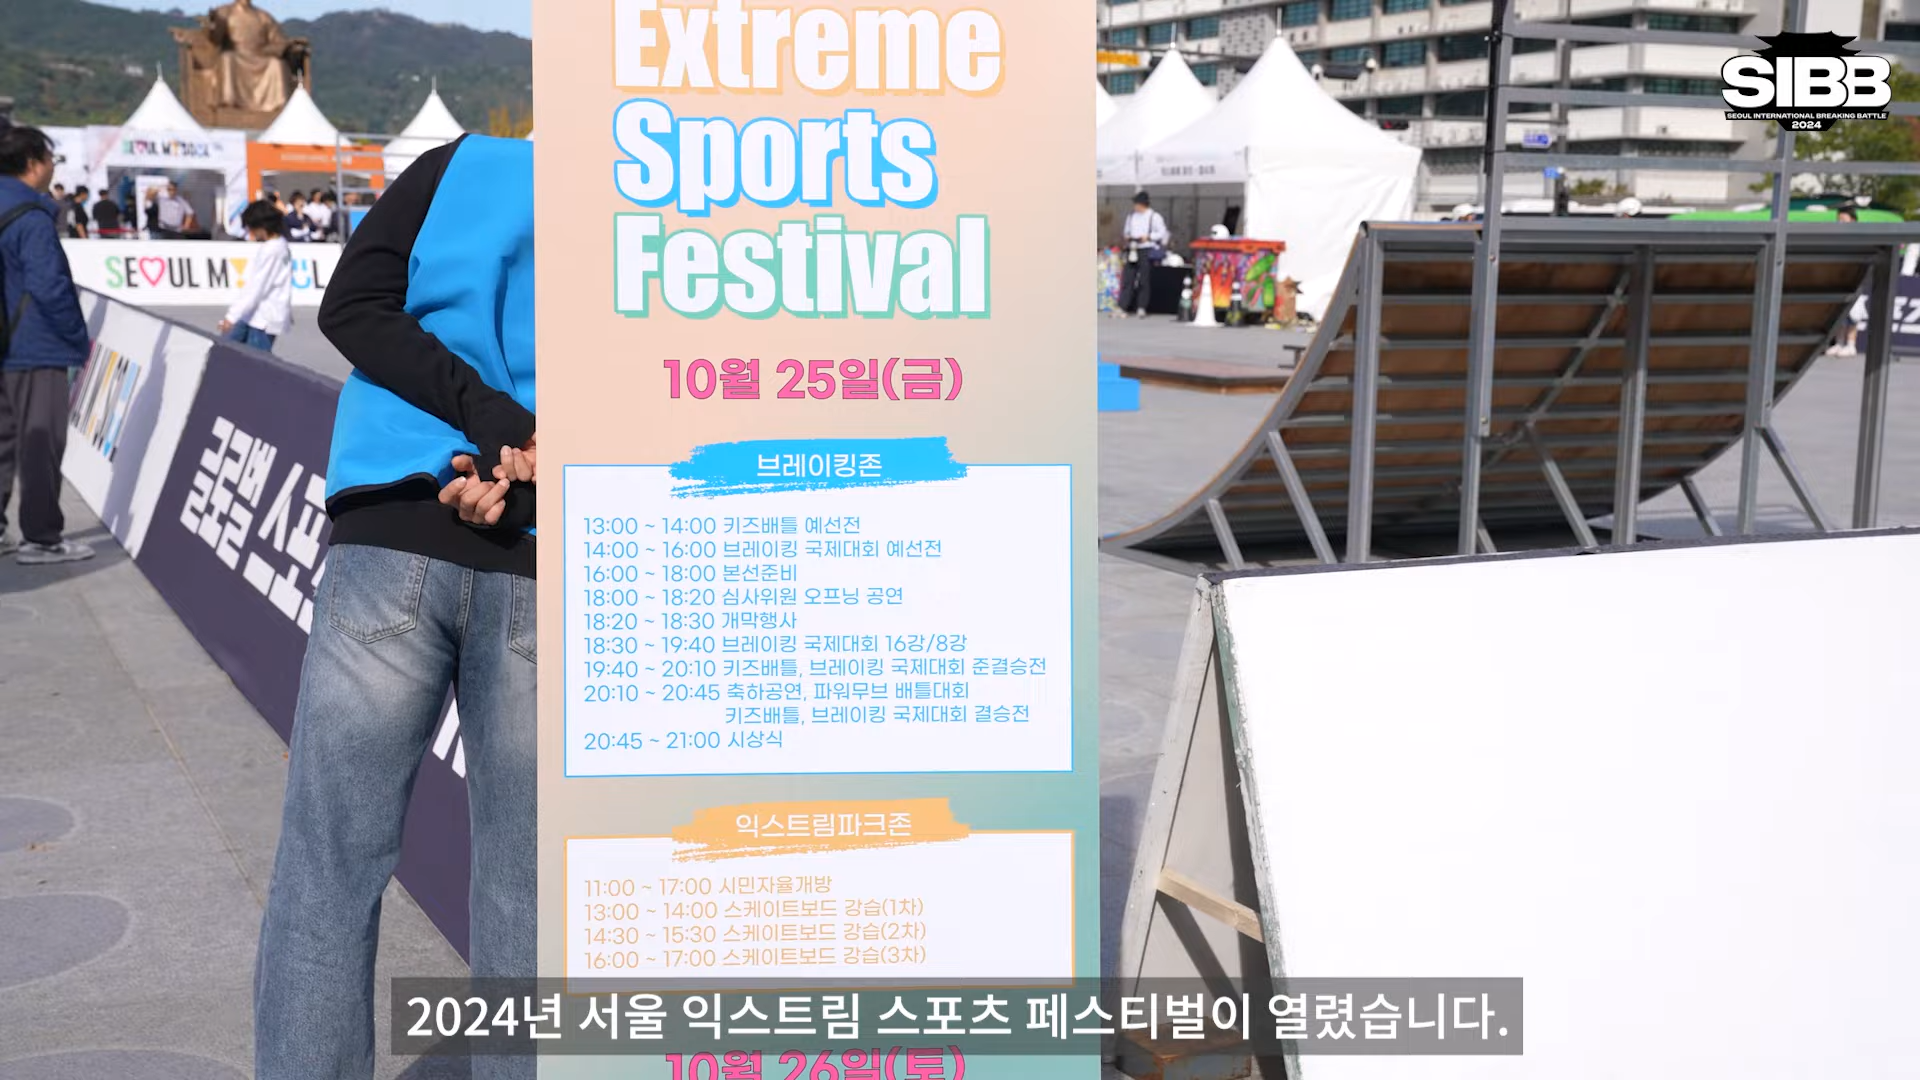 Extreme
Sports
Festival
10월 25일(금)
브레이킹존
13:00 ~ 14:00 키즈배틀 예선전
14:00 ~ 16:00 브레이킹 국제대회 예선전
16:00 ~ 18:00 본선준비
18:00 ~ 18:20 심사위원 오프닝 공연
18:20 ~ 18:30 개막행사
18:30 ~ 19:40 브레이킹 국제대회 16강/8강
19:40 ~ 20:10 키즈배틀, 브레이킹 국제대회 준결승전
20:10 ~ 20:45 축하공연, 파워무브 배틀대회
키즈배틀, 브레이킹 국제대회 결승전
20:45 ~ 21:00 시상식
익스트림파크존
11:00 ~ 17:00 시민자율개방
13:00 ~ 14:00 스케이트보드 강습(1차)
14:30 ~ 15:30 스케이트보드 강습(2차)
16:00 ~ 17:00 스케이트보드 강습(3차)
10월 26일(토)
SIBB
SEOUL INTERNATIONAL BREAKING BATTLE
2024
글로벌 스포
2024년 서울 익스트림 스포츠 페스티벌이 열렸습니다.